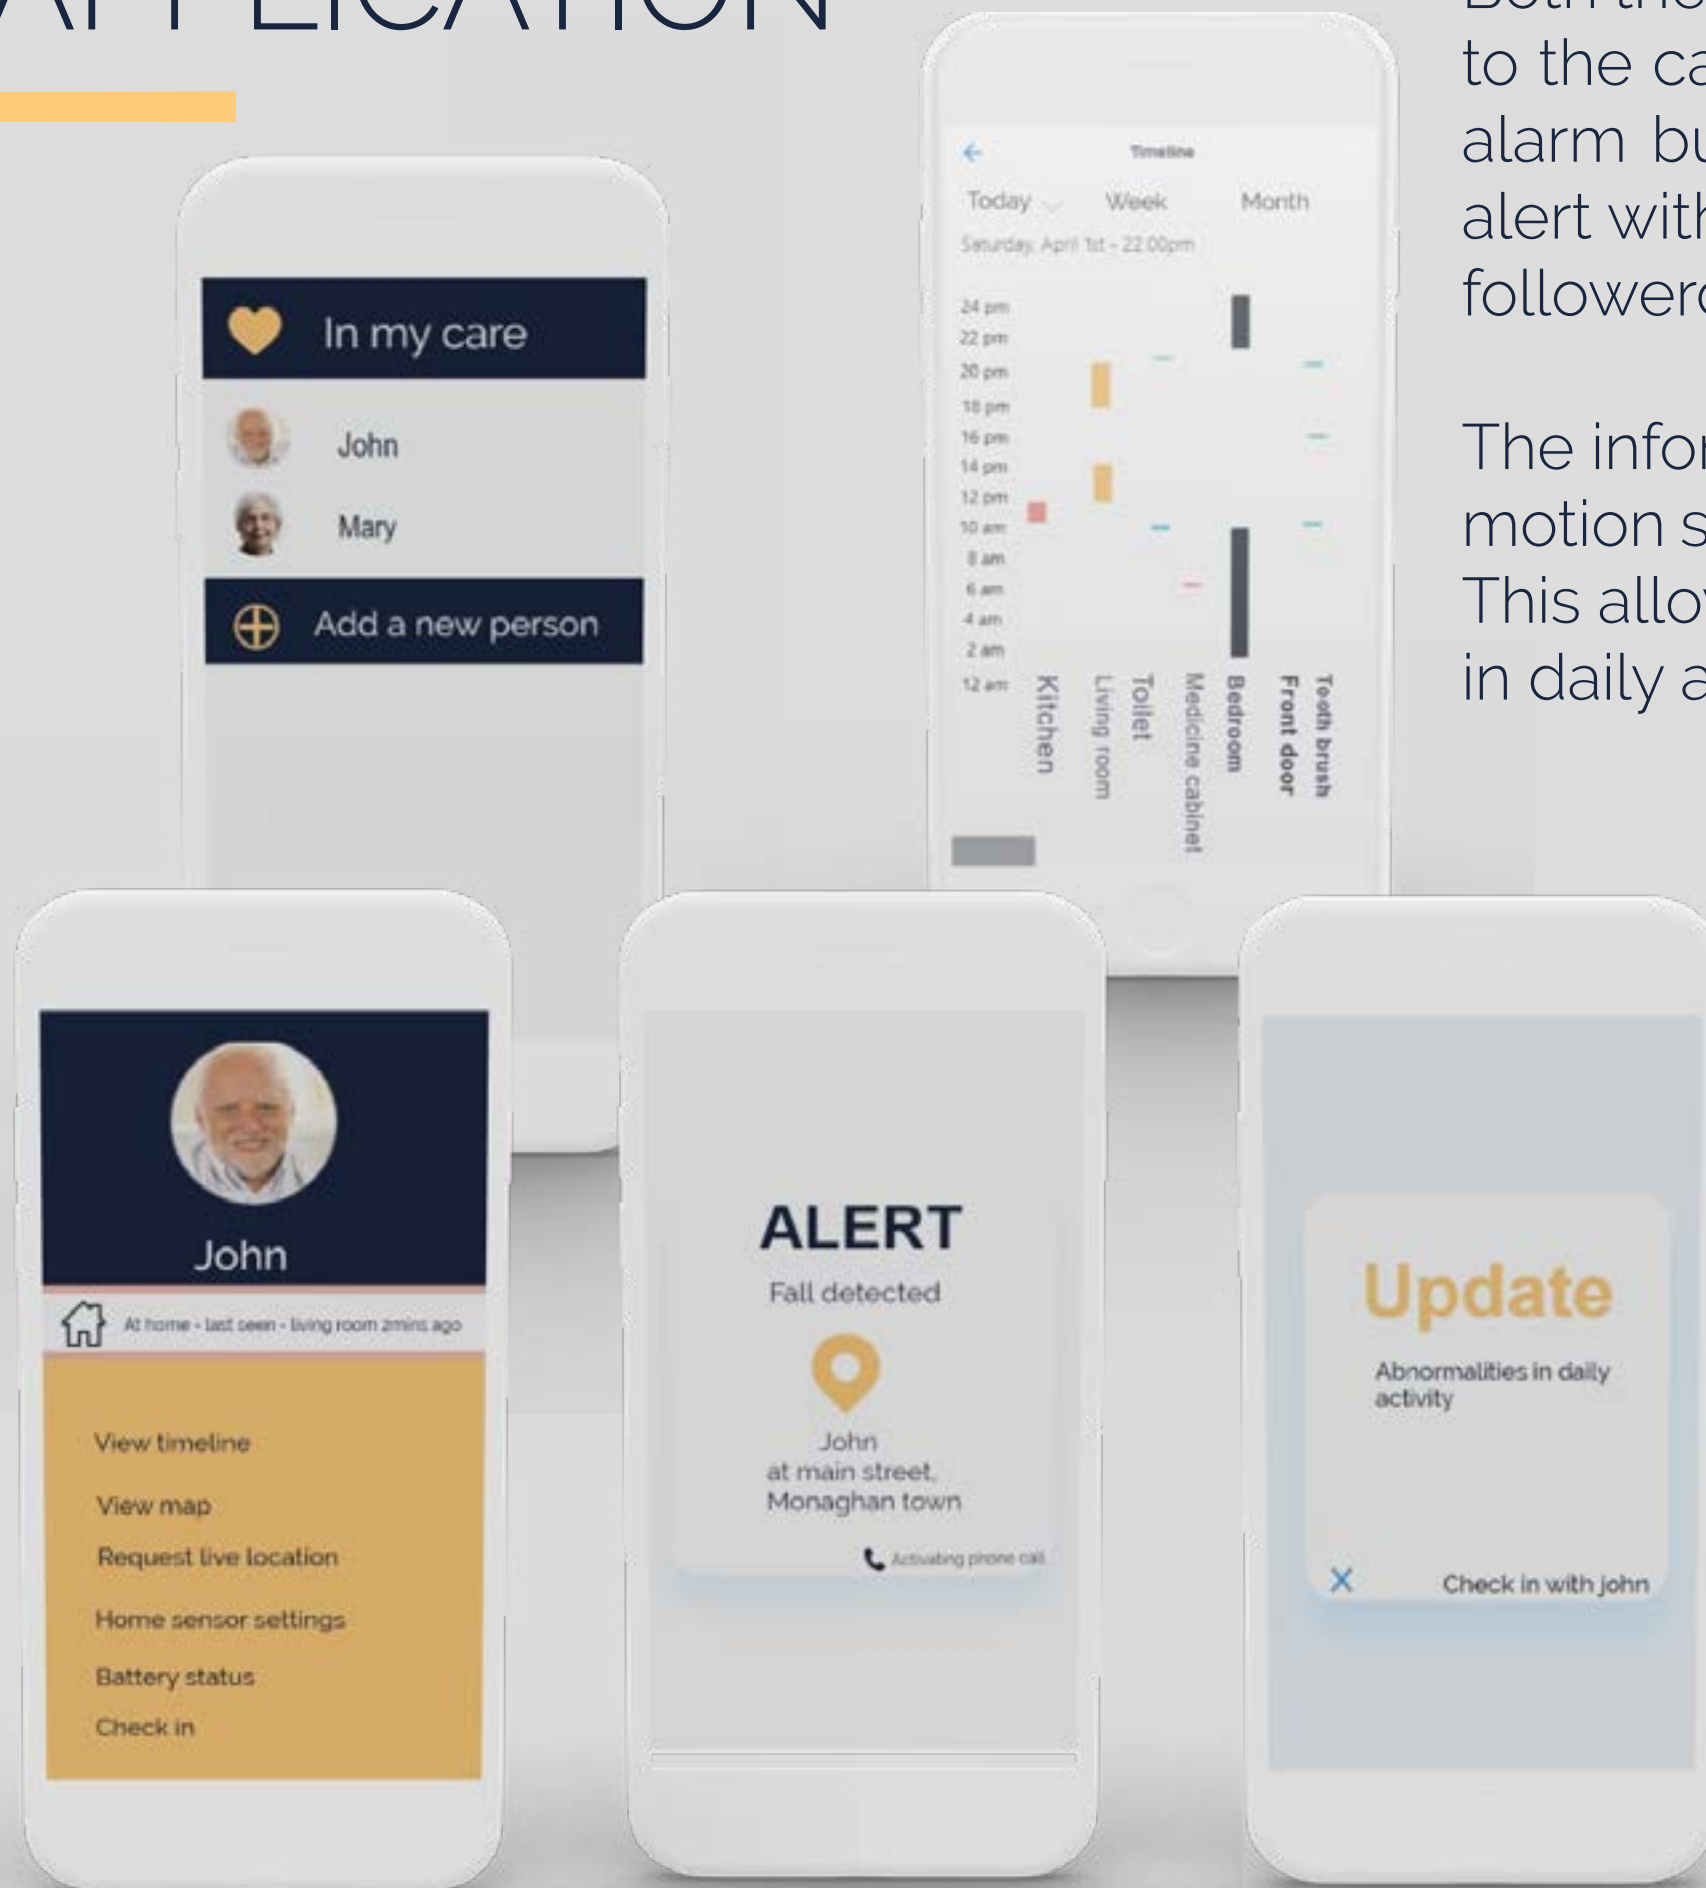 APPLICATION
to the ca
alarm bu
alert with
followerd
The infor
motion s
This allow
in daily a
In my care
John
Mary
Add a new person
Timeline
Today Week Month
Saturday, April 1st - 22.00pm
24 pm
22 pm
20 pm
18 pm
16 pm
14 pm
12 pm
10 am
8 am
6 am
4 am
2 am
12 am
Kitchen
Living room
Toilet
Medicine cabinet
Bedroom
Front door
Tooth brush
John
At home - last seen - living room 2mins ago
View timeline
View map
Request live location
Home sensor settings
Battery status
Check in
ALERT
Fall detected
John
at main street,
Monaghan town
Activating phone call
Update
Abnormalities in daily
activity
Check in with john